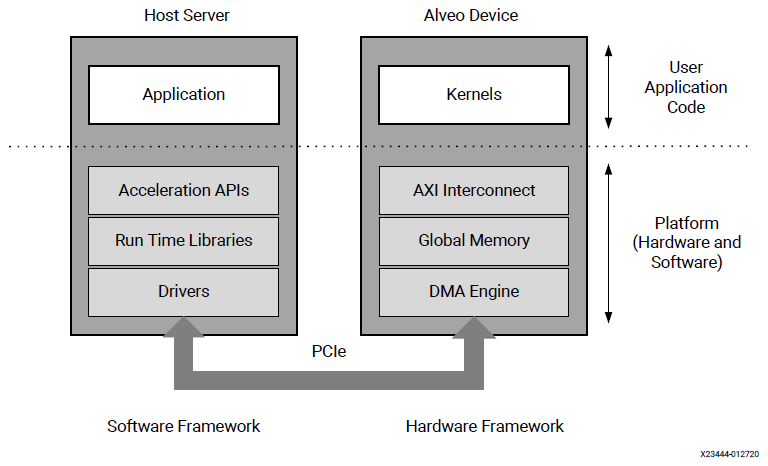 Host Server
Alveo Device
Application
Kernels
User
Application
Code
Acceleration APIs
AXI Interconnect
Run Time Libraries
Global Memory
Platform
(Hardware and
Software)
Drivers
DMA Engine
PCIe
Software Framework
Hardware Framework
X23444-012720